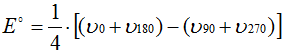 E° = 1/4 · [(υ0 + υ180) − (υ90 + υ270)]